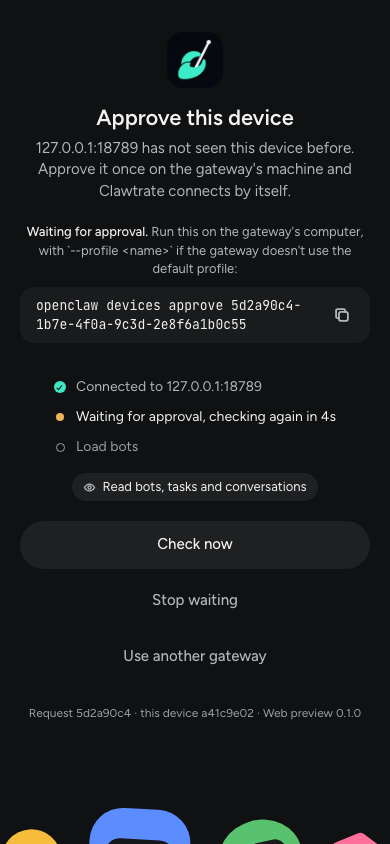 Approve this device
127.0.0.1:18789 has not seen this device before.
Approve it once on the gateway's machine and
Clawtrate connects by itself.
Waiting for approval. Run this on the gateway's computer,
with `--profile <name>` if the gateway doesn't use the
default profile:
openclaw devices approve 5d2a90c4-
1b7e-4f0a-9c3d-2e8f6a1b0c55
Connected to 127.0.0.1:18789
Waiting for approval, checking again in 4s
Load bots
Read bots, tasks and conversations
Check now
Stop waiting
Use another gateway
Request 5d2a90c4 · this device a41c9e02 · Web preview 0.1.0